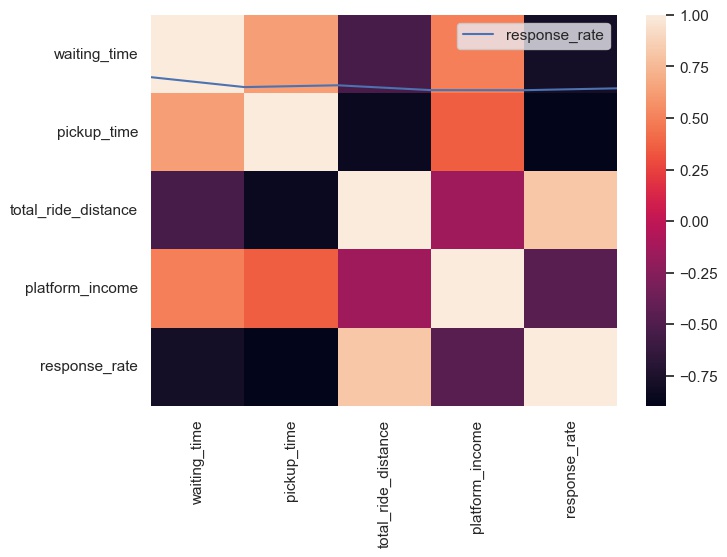 response_rate
waiting_time
pickup_time
total_ride_distance
platform_income
response_rate
waiting_time
pickup_time
total_ride_distance
platform_income
response_rate
1.00
0.75
0.50
0.25
0.00
−0.25
−0.50
−0.75